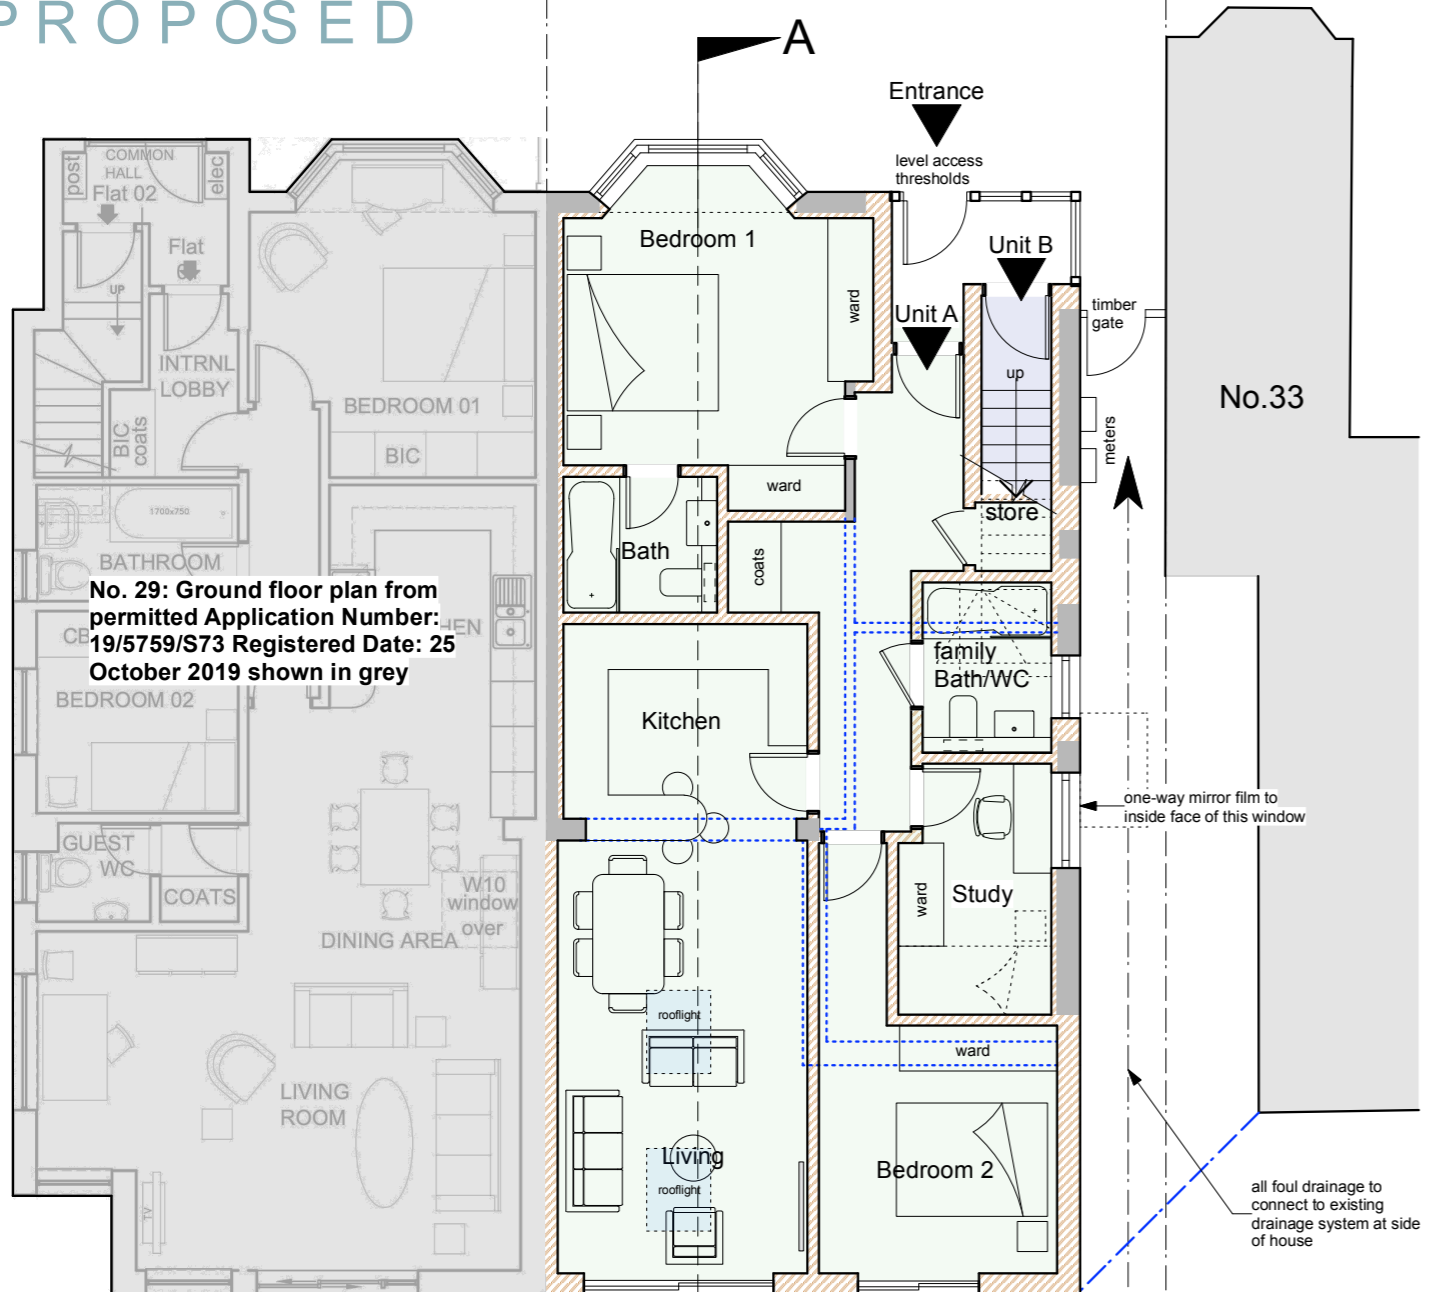 PROPOSED
A
Entrance
level access
thresholds
post
COMMON
HALL
Flat 02
elec
Flat
UP
INTRNL
LOBBY
BIC
coats
BEDROOM 01
BIC
1700x750
BATHROOM
No. 29: Ground floor plan from
permitted Application Number:
19/5759/S73 Registered Date: 25
October 2019 shown in grey
CB
HEN
BEDROOM 02
GUEST
WC
COATS
W10
window
over
DINING AREA
LIVING
ROOM
TV
Bedroom 1
ward
Unit B
Unit A
up
timber
gate
meters
No.33
ward
store
Bath
coats
family
Bath/WC
Kitchen
one-way mirror film to
inside face of this window
ward
Study
rooflight
ward
Living
rooflight
Bedroom 2
all foul drainage to
connect to existing
drainage system at side
of house